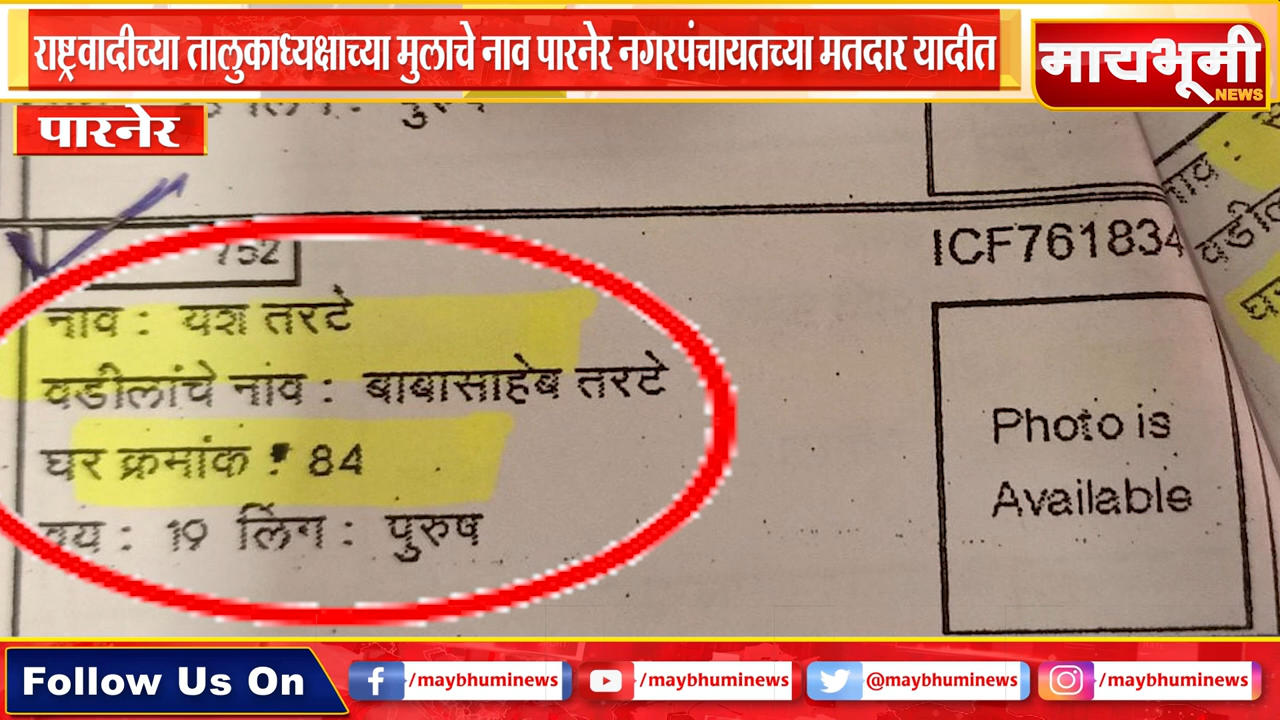 राष्ट्रवादीच्या तालुकाध्यक्षाच्या मुलाचे नाव पारनेर नगरपंचायतच्या मतदार यादीत
मायभूमी
NEWS
पारनेर
लिंग : पुरुष
752
ICF761834
नाव : यश तरटे
वडीलांचे नांव : बाबासाहेब तरटे
घर क्रमांक : 84
वय : 19 लिंग : पुरुष
Photo is
Available
नाव :
Follow Us On
/maybhuminews
/maybhuminews
@maybhuminews
/maybhuminews